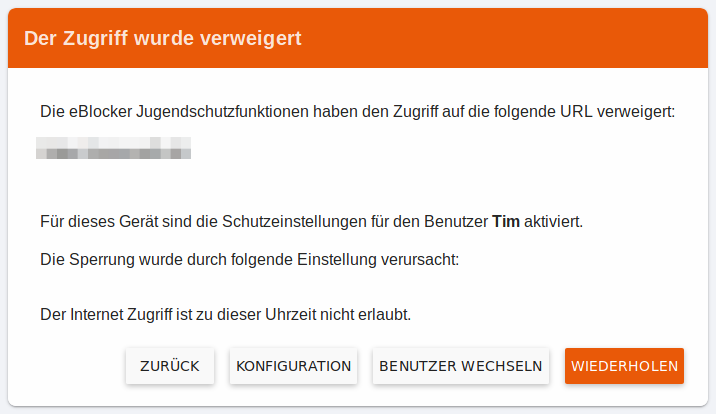 Der Zugriff wurde verweigert
Die eBlocker Jugendschutzfunktionen haben den Zugriff auf die folgende URL verweigert:
Für dieses Gerät sind die Schutzeinstellungen für den Benutzer Tim aktiviert.
Die Sperrung wurde durch folgende Einstellung verursacht:
Der Internet Zugriff ist zu dieser Uhrzeit nicht erlaubt.
ZURÜCK KONFIGURATION BENUTZER WECHSELN WIEDERHOLEN